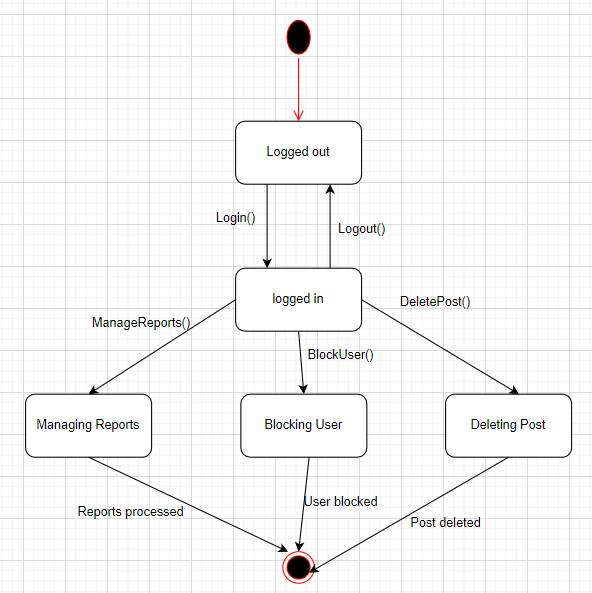 Logged out
Login()
Logout()
logged in
DeletePost()
ManageReports()
BlockUser()
Managing Reports
Blocking User
Deleting Post
User blocked
Reports processed
Post deleted